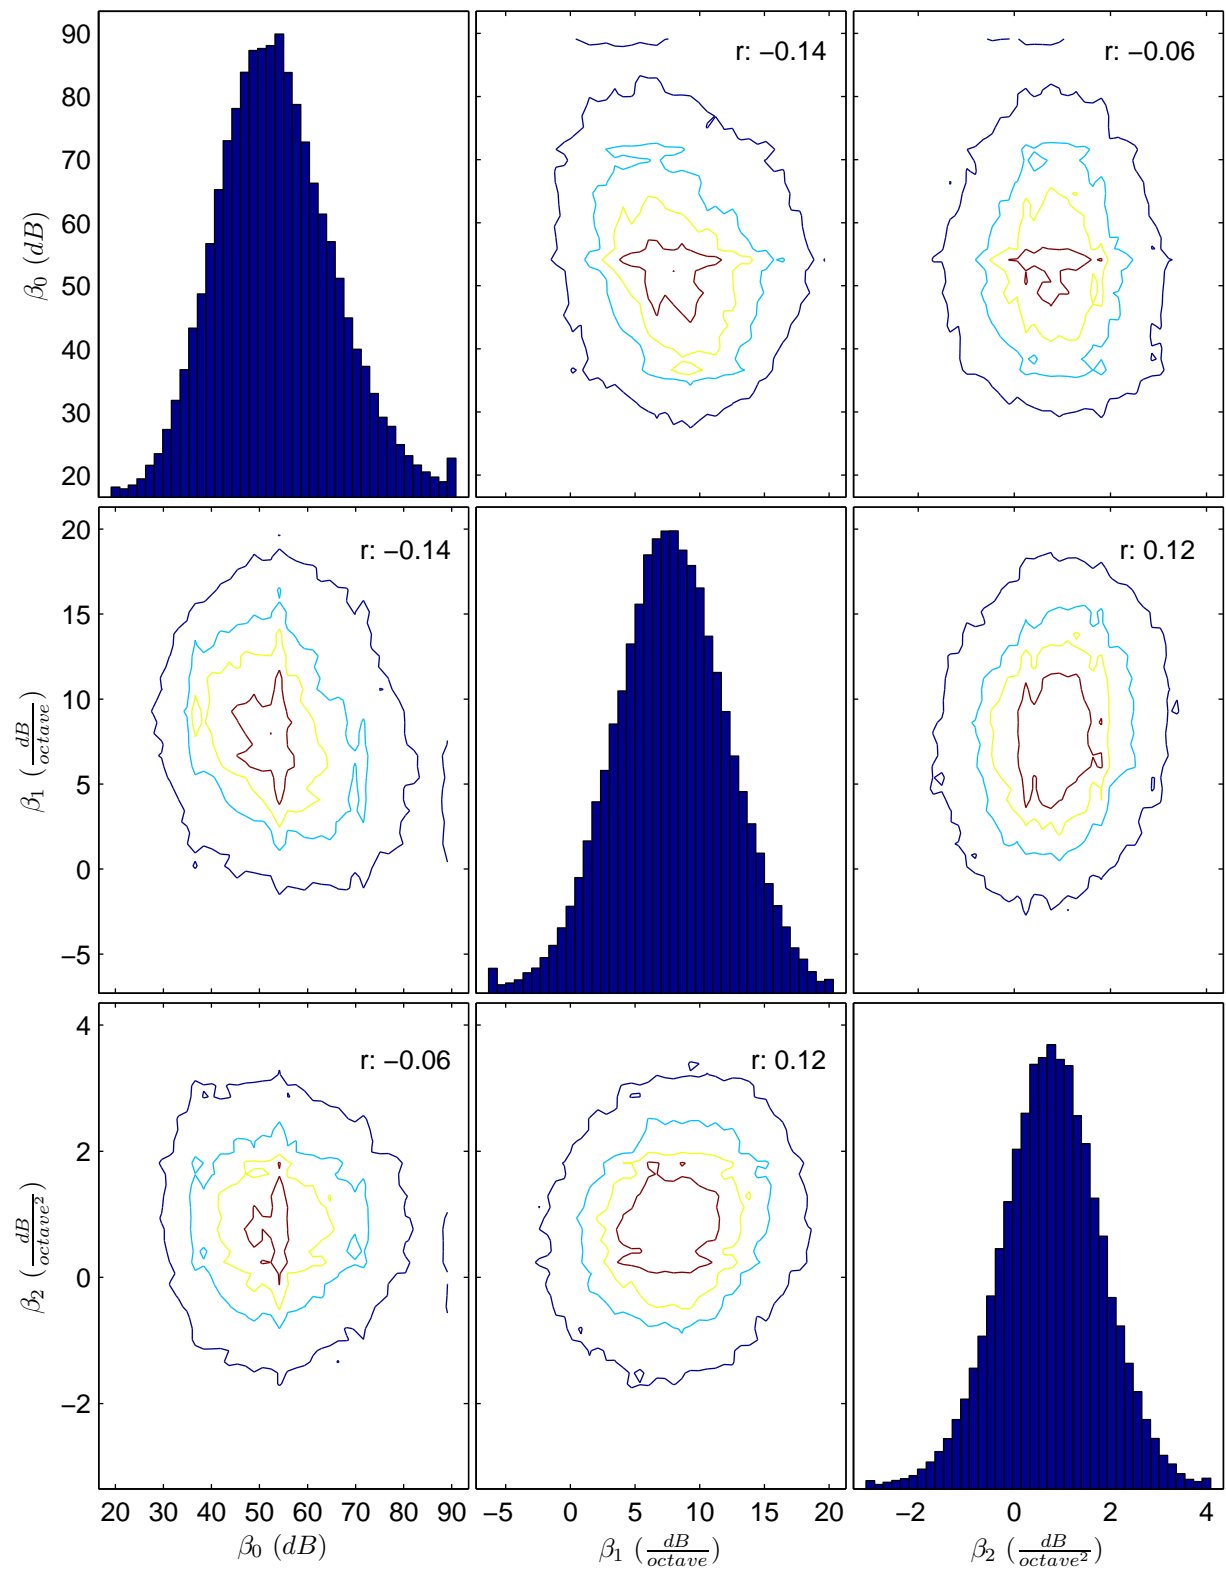 90
80
70
60
50
40
30
20
β₀ (dB)
r: −0.14
r: −0.06
20
15
10
5
0
−5
β₁ (dB/octave)
r: −0.14
r: 0.12
4
2
0
−2
β₂ (dB/octave²)
r: −0.06
r: 0.12
20 30 40 50 60 70 80 90
−5 0 5 10 15 20
−2 0 2 4
β₀ (dB)
β₁ (dB/octave)
β₂ (dB/octave²)